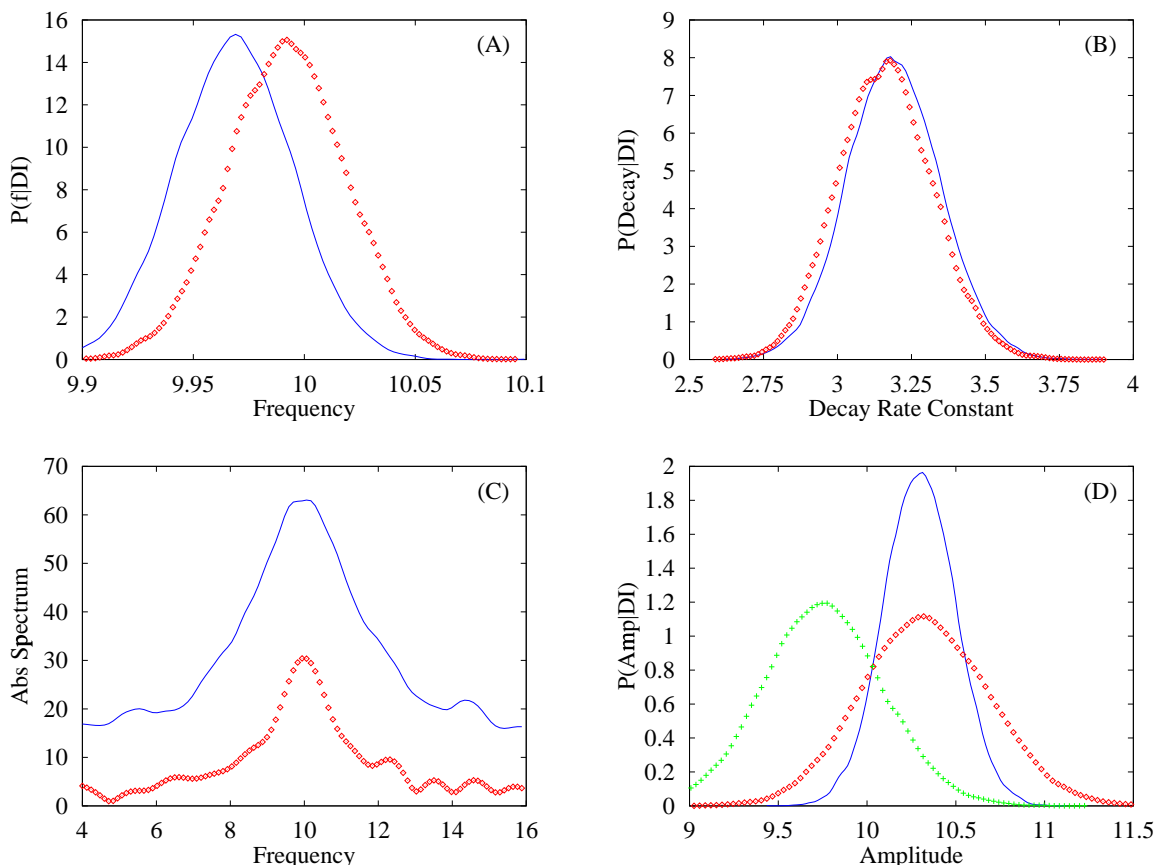 (A)
P(f|DI)
16
14
12
10
8
6
4
2
0
9.9 9.95 10 10.05 10.1
Frequency
(B)
P(Decay|DI)
9
8
7
6
5
4
3
2
1
0
2.5 2.75 3 3.25 3.5 3.75 4
Decay Rate Constant
(C)
Abs Spectrum
70
60
50
40
30
20
10
0
4 6 8 10 12 14 16
Frequency
(D)
P(Amp|DI)
2
1.8
1.6
1.4
1.2
1
0.8
0.6
0.4
0.2
0
9 9.5 10 10.5 11 11.5
Amplitude